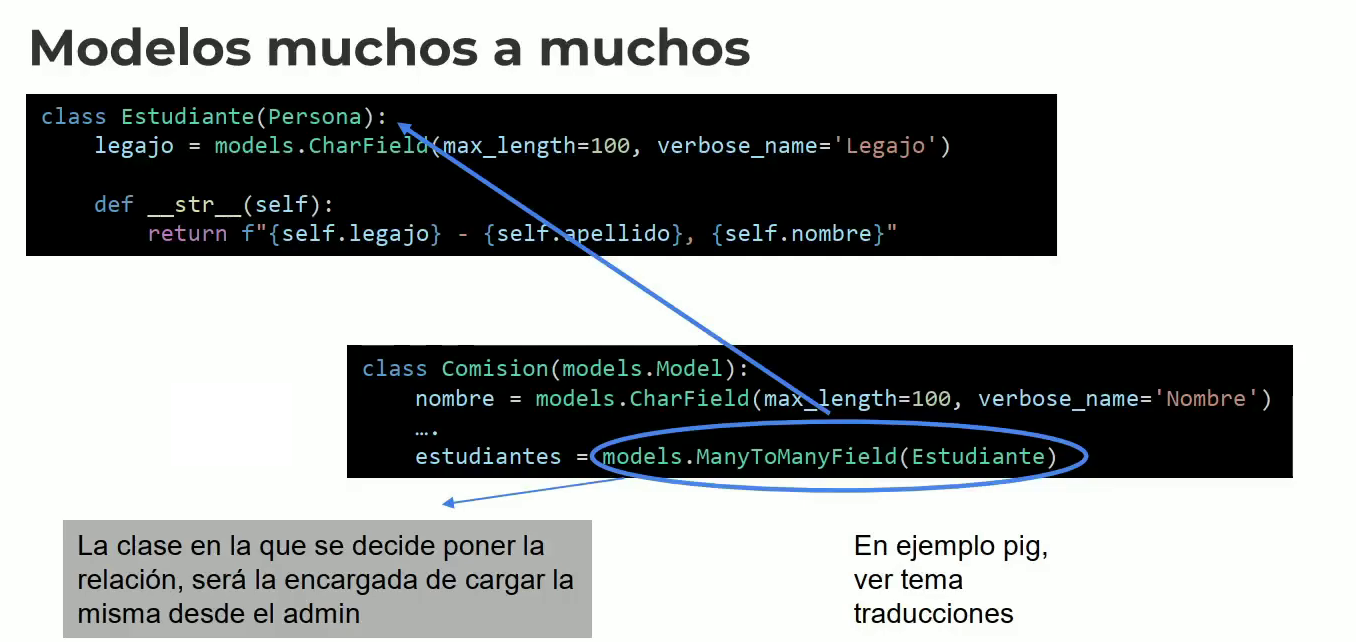 Modelos muchos a muchos
class Estudiante(Persona):
    legajo = models.CharField(max_length=100, verbose_name='Legajo')
    def __str__(self):
        return f"{self.legajo} - {self.apellido}, {self.nombre}"
class Comision(models.Model):
    nombre = models.CharField(max_length=100, verbose_name='Nombre')
    ….
    estudiantes = models.ManyToManyField(Estudiante)
La clase en la que se decide poner la
relación, será la encargada de cargar la
misma desde el admin
En ejemplo pig,
ver tema
traducciones